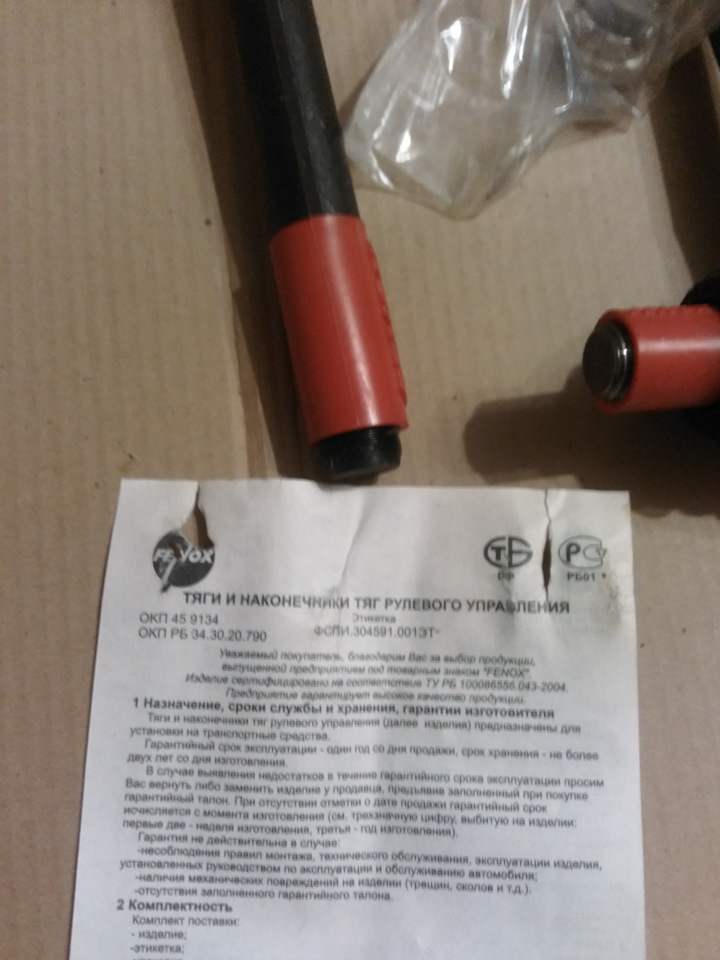 FENOX
ТБ РФ
РС РБ01
ТЯГИ И НАКОНЕЧНИКИ ТЯГ РУЛЕВОГО УПРАВЛЕНИЯ
ОКП 45 9134 Этикетка
ОКП РБ 34.30.20.790 ФСПИ.304591.001ЭТ
Уважаемый покупатель, благодарим Вас за выбор продукции,
выпущенной предприятием под товарным знаком "FENOX".
Изделие сертифицировано на соответствие ТУ РБ 100086556.043-2004.
Предприятие гарантирует высокое качество продукции.
1 Назначение, сроки службы и хранения, гарантии изготовителя
Тяги и наконечники тяг рулевого управления (далее изделия) предназначены для
установки на транспортные средства.
Гарантийный срок эксплуатации - один год со дня продажи, срок хранения - не более
двух лет со дня изготовления.
В случае выявления недостатков в течение гарантийного срока эксплуатации просим
Вас вернуть либо заменить изделие у продавца, предъявив заполненный при покупке
гарантийный талон. При отсутствии отметки о дате продажи гарантийный срок
исчисляется с момента изготовления (см. трехзначную цифру, выбитую на изделии:
первые две - неделя изготовления, третья - год изготовления).
Гарантия не действительна в случае:
-несоблюдения правил монтажа, технического обслуживания, эксплуатации изделия,
установленных руководством по эксплуатации и обслуживанию автомобиля;
-наличия механических повреждений на изделии (трещин, сколов и т.д.).
-отсутствия заполненного гарантийного талона.
2 Комплектность
Комплект поставки:
- изделие;
-этикетка;